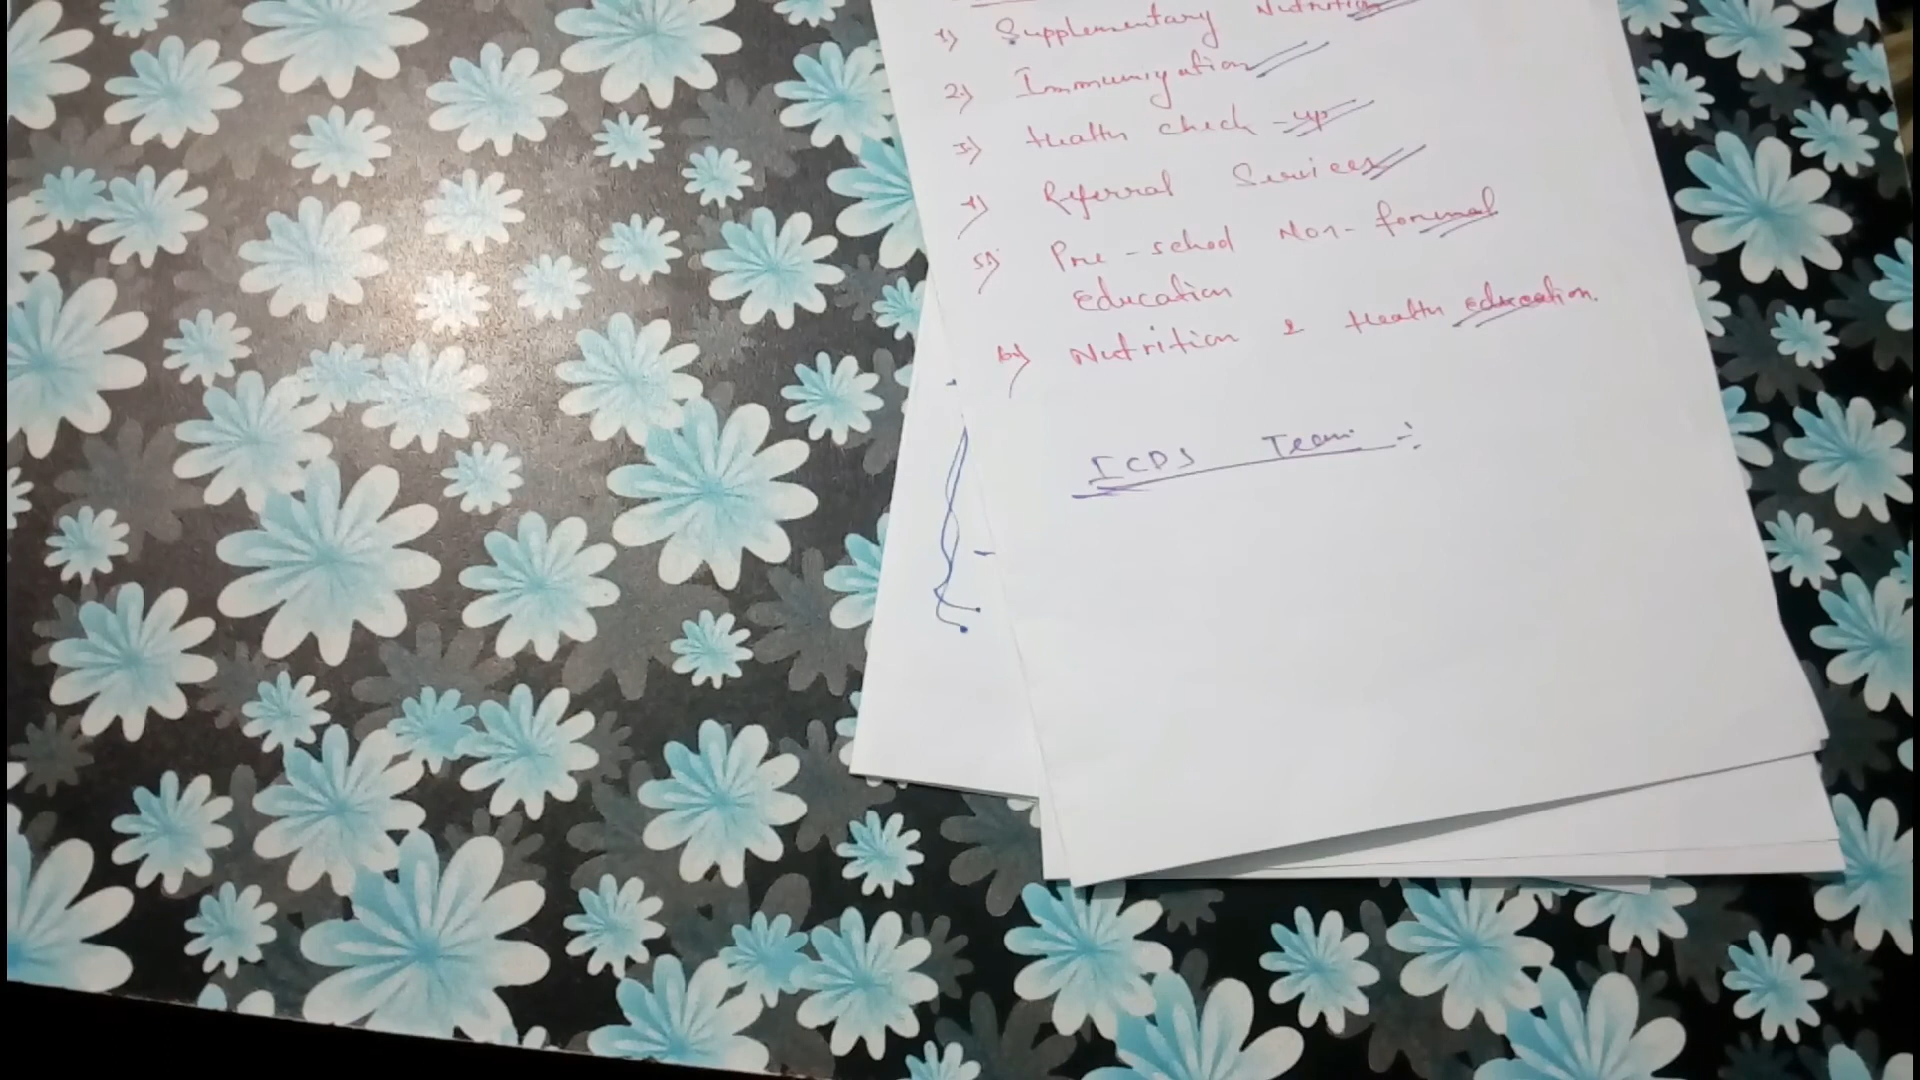 1) Supplementary Nutrition
2) Immunization
3) Health check-up
4) Referral Services
5) Pre-school Non-formal
education
6) Nutrition & Health education.
ICDS Team :-